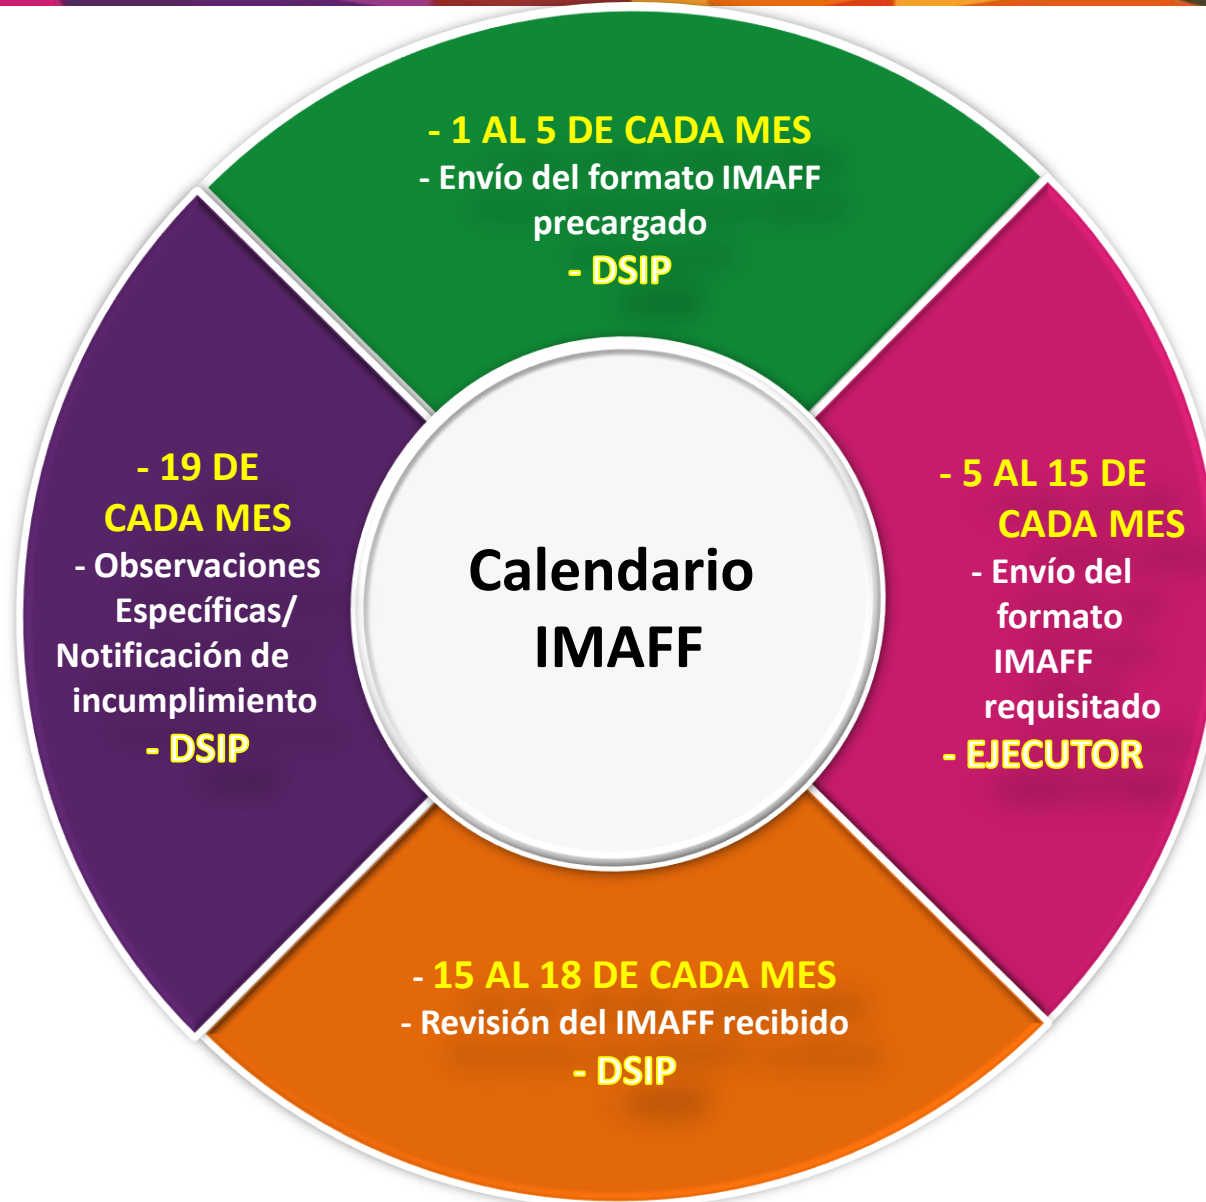 - 1 AL 5 DE CADA MES
- Envío del formato IMAFF
precargado
- DSIP
- 5 AL 15 DE
CADA MES
- Envío del
formato
IMAFF
requisitado
- EJECUTOR
- 15 AL 18 DE CADA MES
- Revisión del IMAFF recibido
- DSIP
- 19 DE
CADA MES
- Observaciones
Específicas/
Notificación de
incumplimiento
- DSIP
Calendario
IMAFF